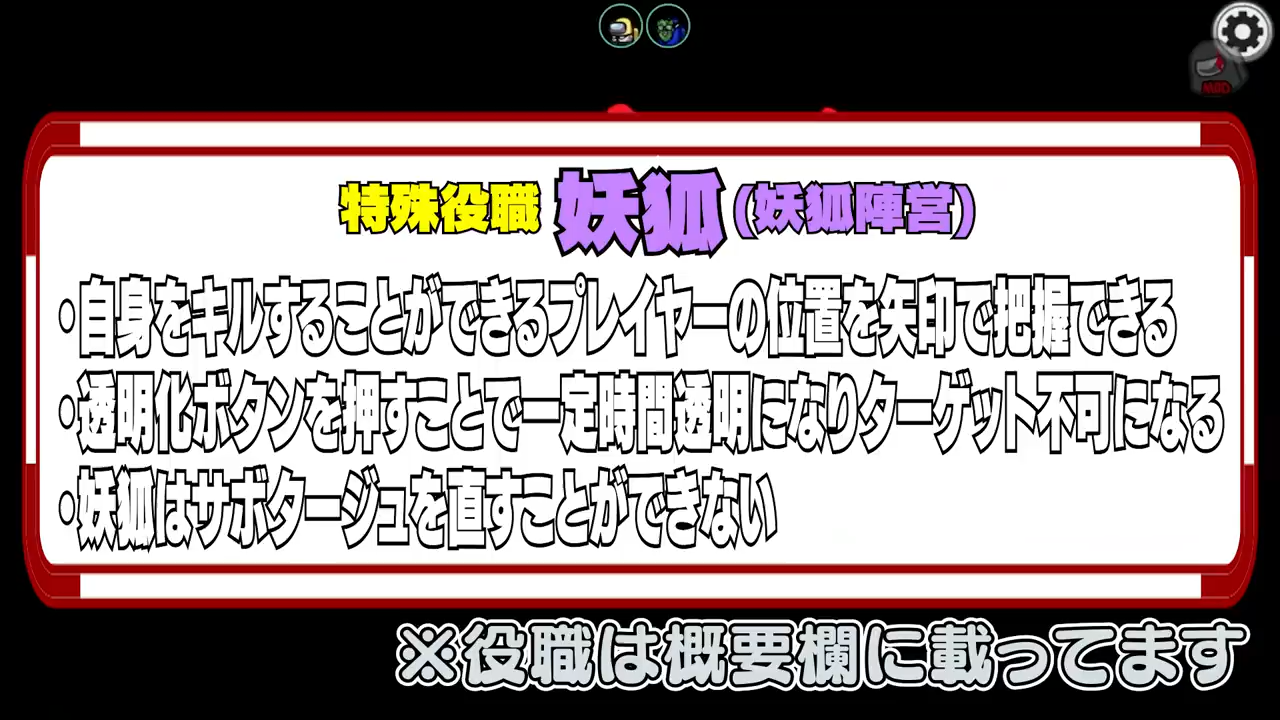 MOD
特殊役職 妖狐 (妖狐陣営)
・自身をキルすることができるプレイヤーの位置を矢印で把握できる
・透明化ボタンを押すことで一定時間透明になりターゲット不可になる
・妖狐はサボタージュを直すことができない
※役職は概要欄に載ってます